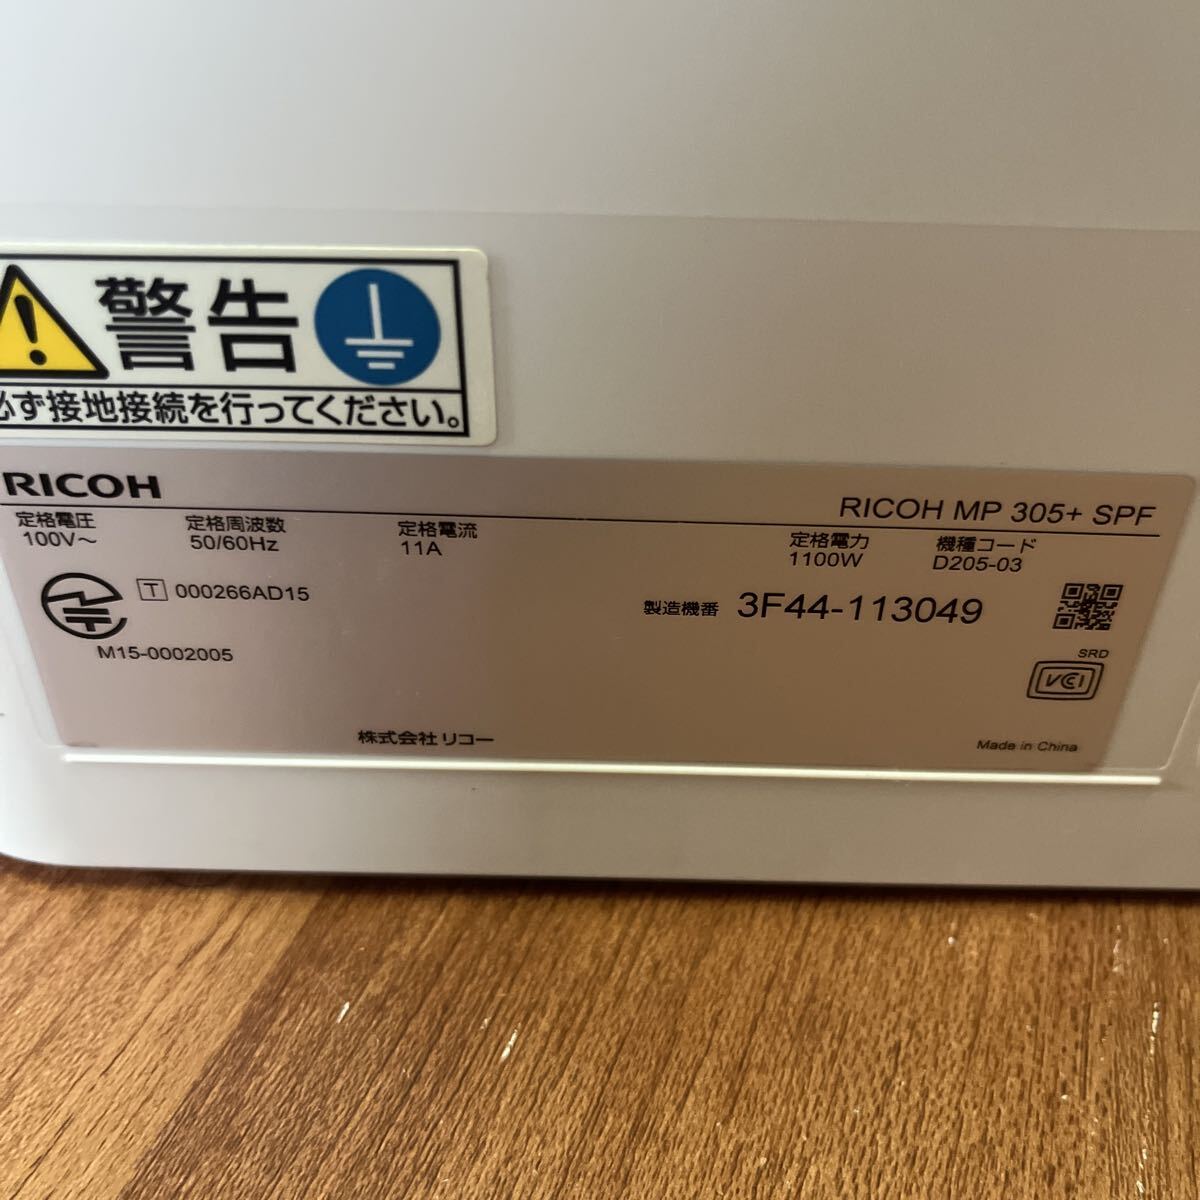 警告
必ず接地接続を行ってください。
RICOH
RICOH MP 305+ SPF
定格電圧 定格周波数 定格電流 定格電力 機種コード
100V～ 50/60Hz 11A 1100W D205-03
T 000266AD15
製造機番 3F44-113049
M15-0002005
SRD
VCCI
株式会社リコー
Made in China